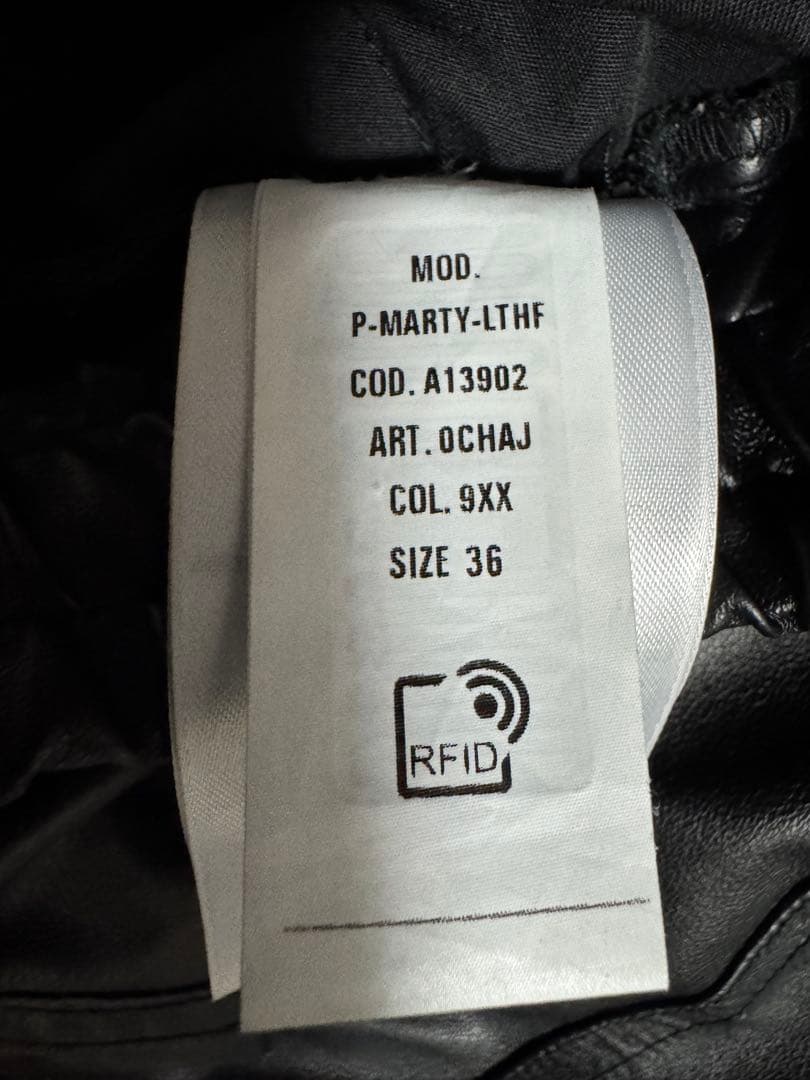 MOD.
P-MARTY-LTHF
COD. A13902
ART. 0CHAJ
COL. 9XX
SIZE 36
RFID